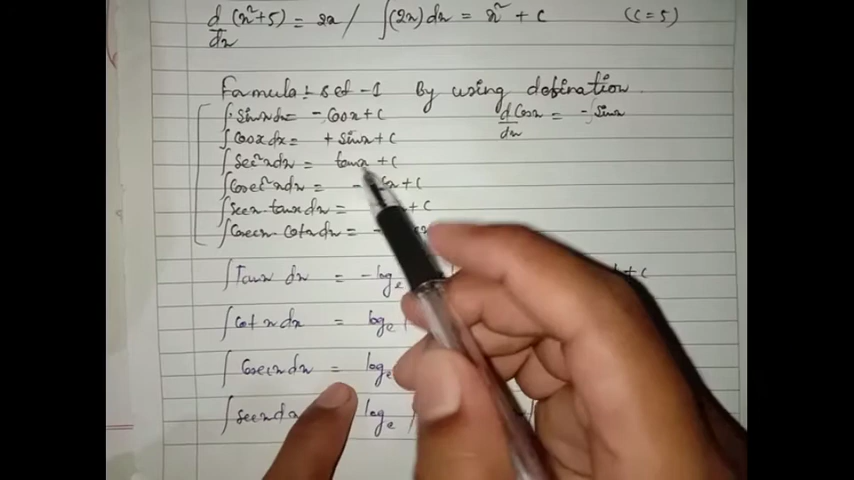 d/dx (x²+5) = 2x / ∫(2x) dx = x² + c (c=5)
Formula: set -1 By using defination.
∫ sinx dx = - Cosx + c d/dx Cosx = - sinx
∫ Cosx dx = + sinx + c
∫ sec²x dx = tanx + c
∫ Cosec²x dx = - x + c
∫ secx. tanx dx = + c
∫ Cosecx. Cotx dx = -
∫ Tanx dx = - logₑ + c
∫ Cot x dx = logₑ |
∫ Cosecx dx = logₑ
∫ secx dx logₑ |